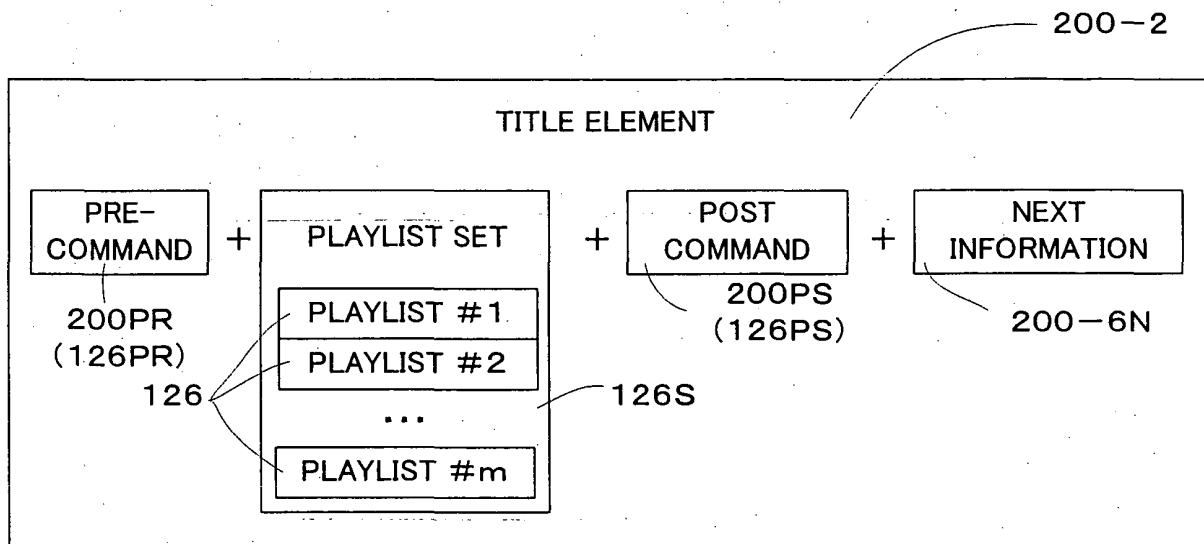 200-2
TITLE ELEMENT
PRE-
COMMAND
+
PLAYLIST SET
+
POST
COMMAND
+
NEXT
INFORMATION
200PR
(126PR)
PLAYLIST #1
PLAYLIST #2
...
PLAYLIST #m
126
126S
200PS
(126PS)
200-6N